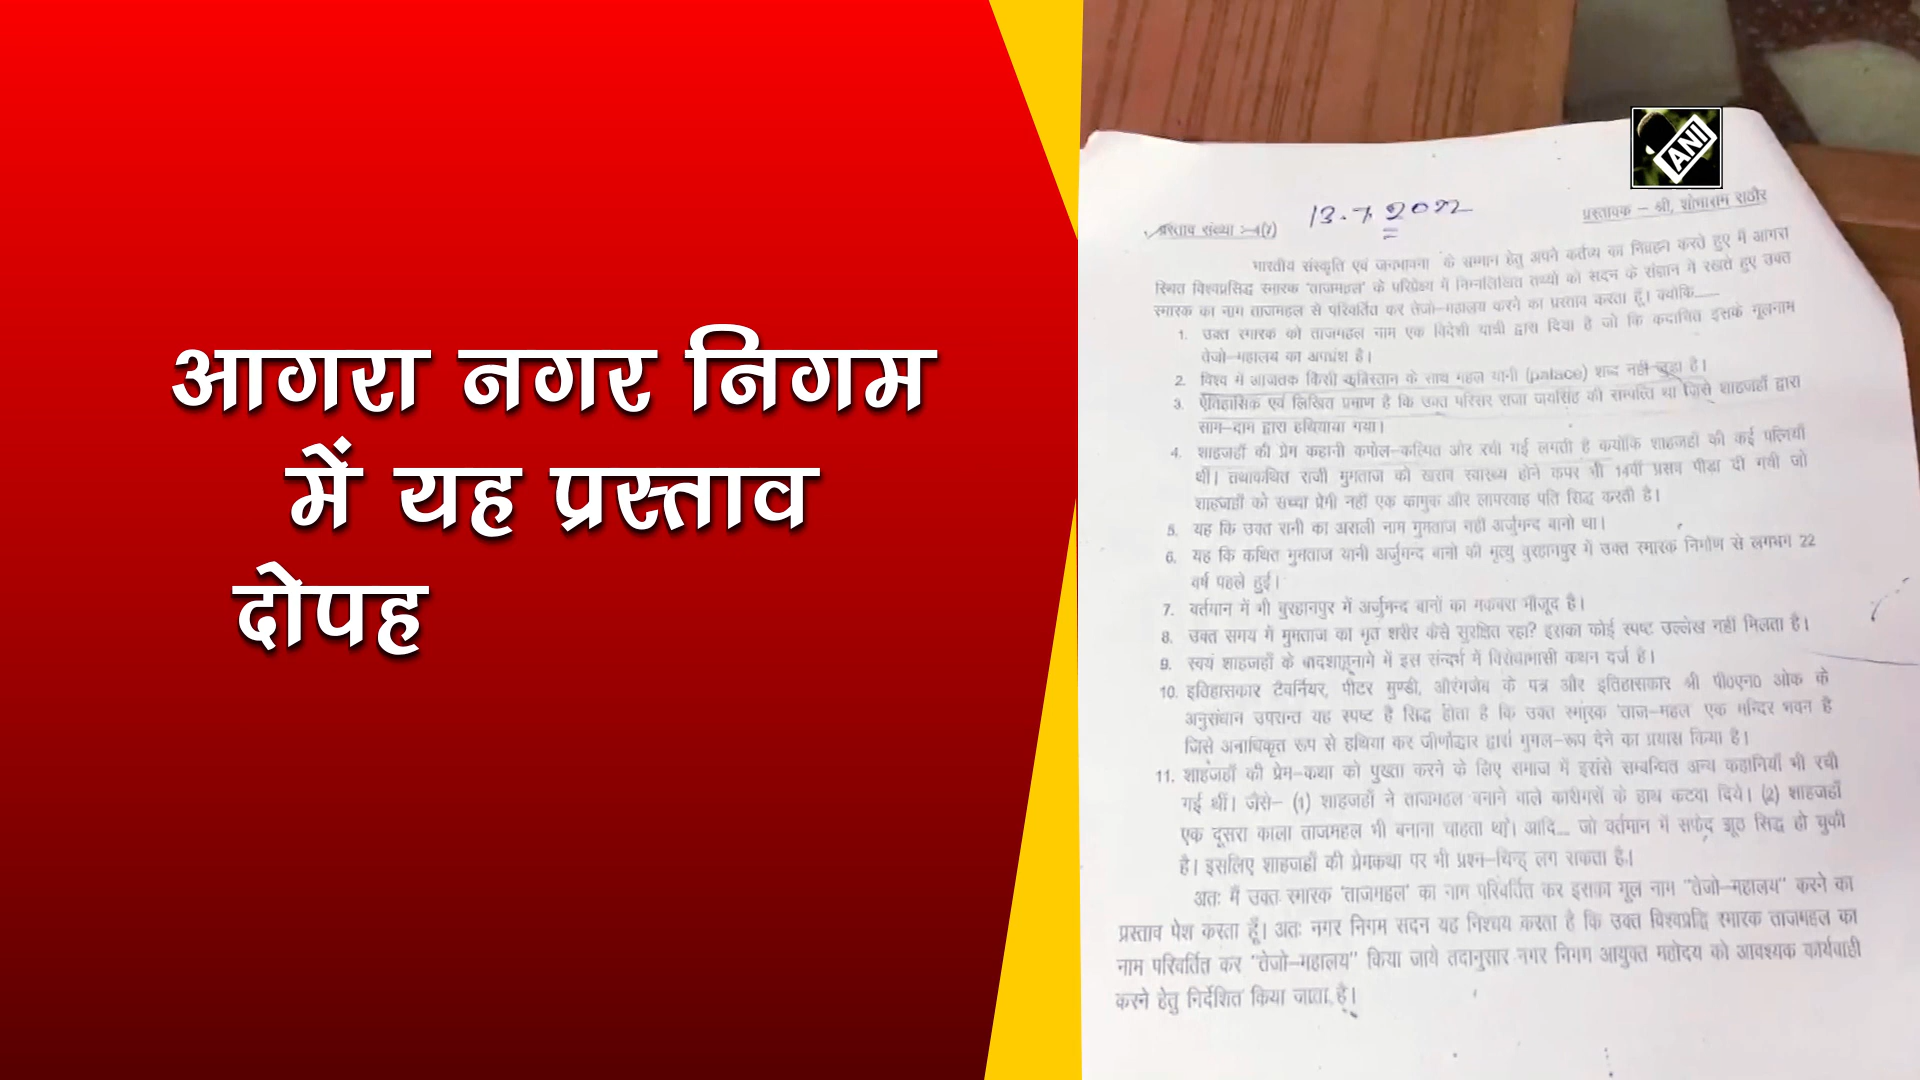 आगरा नगर निगम
में यह प्रस्ताव
दोपह
ANI
प्रस्ताव संख्या :-4(7)
13.7.2022
प्रस्तावक – श्री, शोभाराम राठौर
भारतीय संस्कृति एवं जनभावना के सम्मान हेतु अपने कर्तव्य का निवर्हन करते हुए मैं आगरा
स्थित विश्वप्रसिद्ध स्मारक 'ताजमहल' के परिप्रेक्ष्य में निम्नलिखित तथ्यों को सदन के संज्ञान में रखते हुए उक्त
स्मारक का नाम ताजमहल से परिवर्तित कर तेजो–महालय करने का प्रस्ताव करता हूँ। क्योंकि—
1. उक्त स्मारक को ताजमहल नाम एक विदेशी यात्री द्वारा दिया है जो कि कदाचित इसके मूलनाम
तेजो–महालय का अपभ्रंश है।
2. विश्व में आजतक किसी कब्रिस्तान के साथ महल यानी (palace) शब्द नहीं जुड़ा है।
3. ऐतिहासिक एवं लिखित प्रमाण है कि उक्त परिसर राजा जयसिंह की सम्पत्ति था जिसे शाहजहाँ द्वारा
साम–दाम द्वारा हथियाया गया।
4. शाहजहाँ की प्रेम कहानी कपोल–कल्पित और रची गई लगती है क्योंकि शाहजहाँ की कई पत्नियाँ
थीं। तथाकथित राजी मुमताज को खराब स्वास्थ्य होने कपर भी 14वीं प्रसव पीड़ा दी गयी जो
शाहजहाँ को सच्चा प्रेमी नहीं एक कामुक और लापरवाह पति सिद्ध करती है।
5. यह कि उक्त रानी का असली नाम मुमताज नहीं अर्जुमन्द बानो था।
6. यह कि कथित मुमताज यानी अर्जुमन्द बानो की मृत्यु बुरहानपुर में उक्त स्मारक निर्माण से लगभग 22
वर्ष पहले हुई।
7. वर्तमान में भी बुरहानपुर में अर्जुमन्द बानों का मकबरा मौजूद है।
8. उक्त समय में मुमताज का मृत शरीर कैसे सुरक्षित रहा? इसका कोई स्पष्ट उल्लेख नहीं मिलता है।
9. स्वयं शाहजहाँ के बादशाहनामे में इस संन्दर्भ में विरोधाभासी कथन दर्ज है।
10. इतिहासकार टैवर्नियर, पीटर मुण्डी, औरंगजेब के पत्र और इतिहासकार श्री पी0एन0 ओक के
अनुसंधान उपरान्त यह स्पष्ट है सिद्ध होता है कि उक्त स्मारक 'ताज–महल' एक मन्दिर भवन है
जिसे अनाधिकृत रूप से हथिया कर जीर्णोद्धार द्वारा मुगल–रूप देने का प्रयास किया है।
11. शाहजहाँ की प्रेम–कथा को पुख्ता करने के लिए समाज में इससे सम्बन्धित अन्य कहानियाँ भी रची
गई थीं। जैसे– (1) शाहजहाँ ने ताजमहल बनाने वाले कारीगरों के हाथ कटवा दिये। (2) शाहजहाँ
एक दूसरा काला ताजमहल भी बनाना चाहता था। आदि... जो वर्तमान में सफेद झूठ सिद्ध हो चुकी
है। इसलिए शाहजहाँ की प्रेमकथा पर भी प्रश्न–चिन्ह् लग सकता है.।
अतः मैं उक्त स्मारक 'ताजमहल' का नाम परिवर्तित कर इसका मूल नाम "तेजो–महालय" करने का
प्रस्ताव पेश करता हूँ। अतः नगर निगम सदन यह निश्चय करता है कि उक्त विश्वप्रद्धि स्मारक ताजमहल का
नाम परिवर्तित कर "तेजो–महालय" किया जाये तदानुसार नगर निगम आयुक्त महोदय को आवश्यक कार्यवाही
करने हेतु निर्देशित किया जाता है।